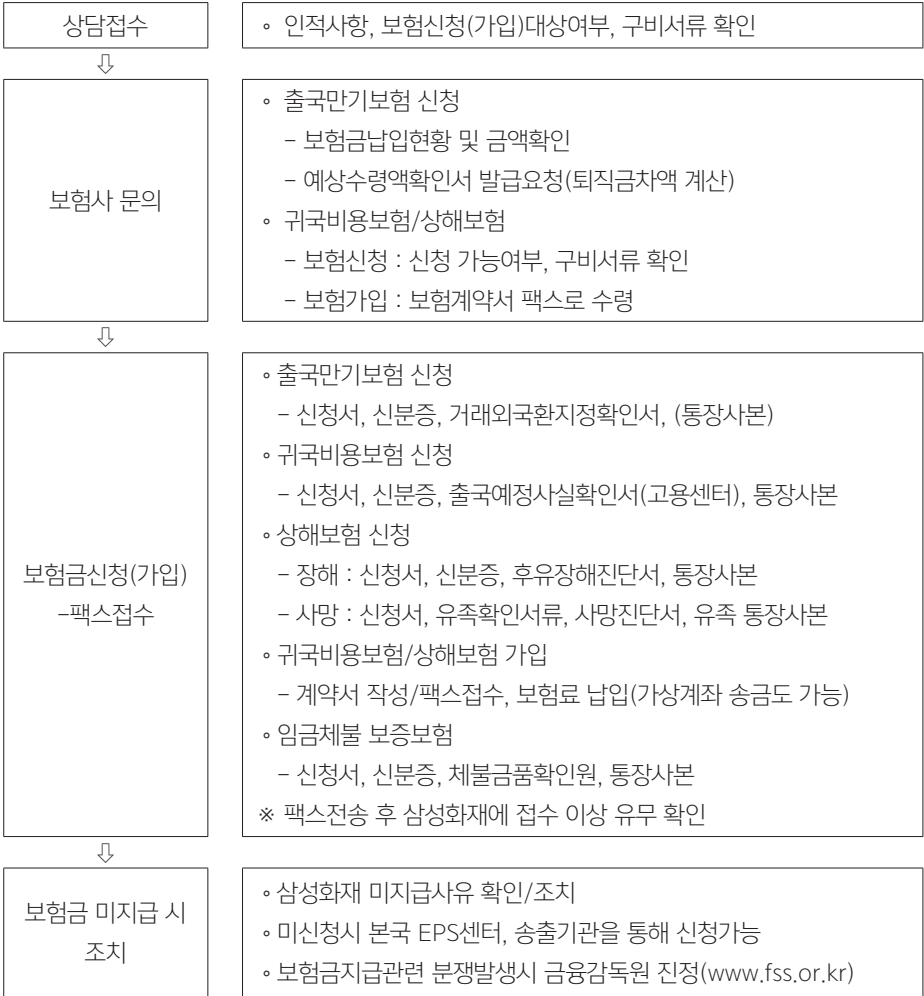 상담접수
∘ 인적사항, 보험신청(가입)대상여부, 구비서류 확인
⇩
보험사 문의
∘ 출국만기보험 신청
- 보험금납입현황 및 금액확인
- 예상수령액확인서 발급요청(퇴직금차액 계산)
∘ 귀국비용보험/상해보험
- 보험신청 : 신청 가능여부, 구비서류 확인
- 보험가입 : 보험계약서 팩스로 수령
⇩
보험금신청(가입)
-팩스접수
∘출국만기보험 신청
- 신청서, 신분증, 거래외국환지정확인서, (통장사본)
∘귀국비용보험 신청
- 신청서, 신분증, 출국예정사실확인서(고용센터), 통장사본
∘상해보험 신청
- 장해 : 신청서, 신분증, 후유장해진단서, 통장사본
- 사망 : 신청서, 유족확인서류, 사망진단서, 유족 통장사본
∘귀국비용보험/상해보험 가입
- 계약서 작성/팩스접수, 보험료 납입(가상계좌 송금도 가능)
∘임금체불 보증보험
- 신청서, 신분증, 체불금품확인원, 통장사본
※ 팩스전송 후 삼성화재에 접수 이상 유무 확인
⇩
보험금 미지급 시
조치
∘삼성화재 미지급사유 확인/조치
∘미신청시 본국 EPS센터, 송출기관을 통해 신청가능
∘보험금지급관련 분쟁발생시 금융감독원 진정(www.fss.or.kr)